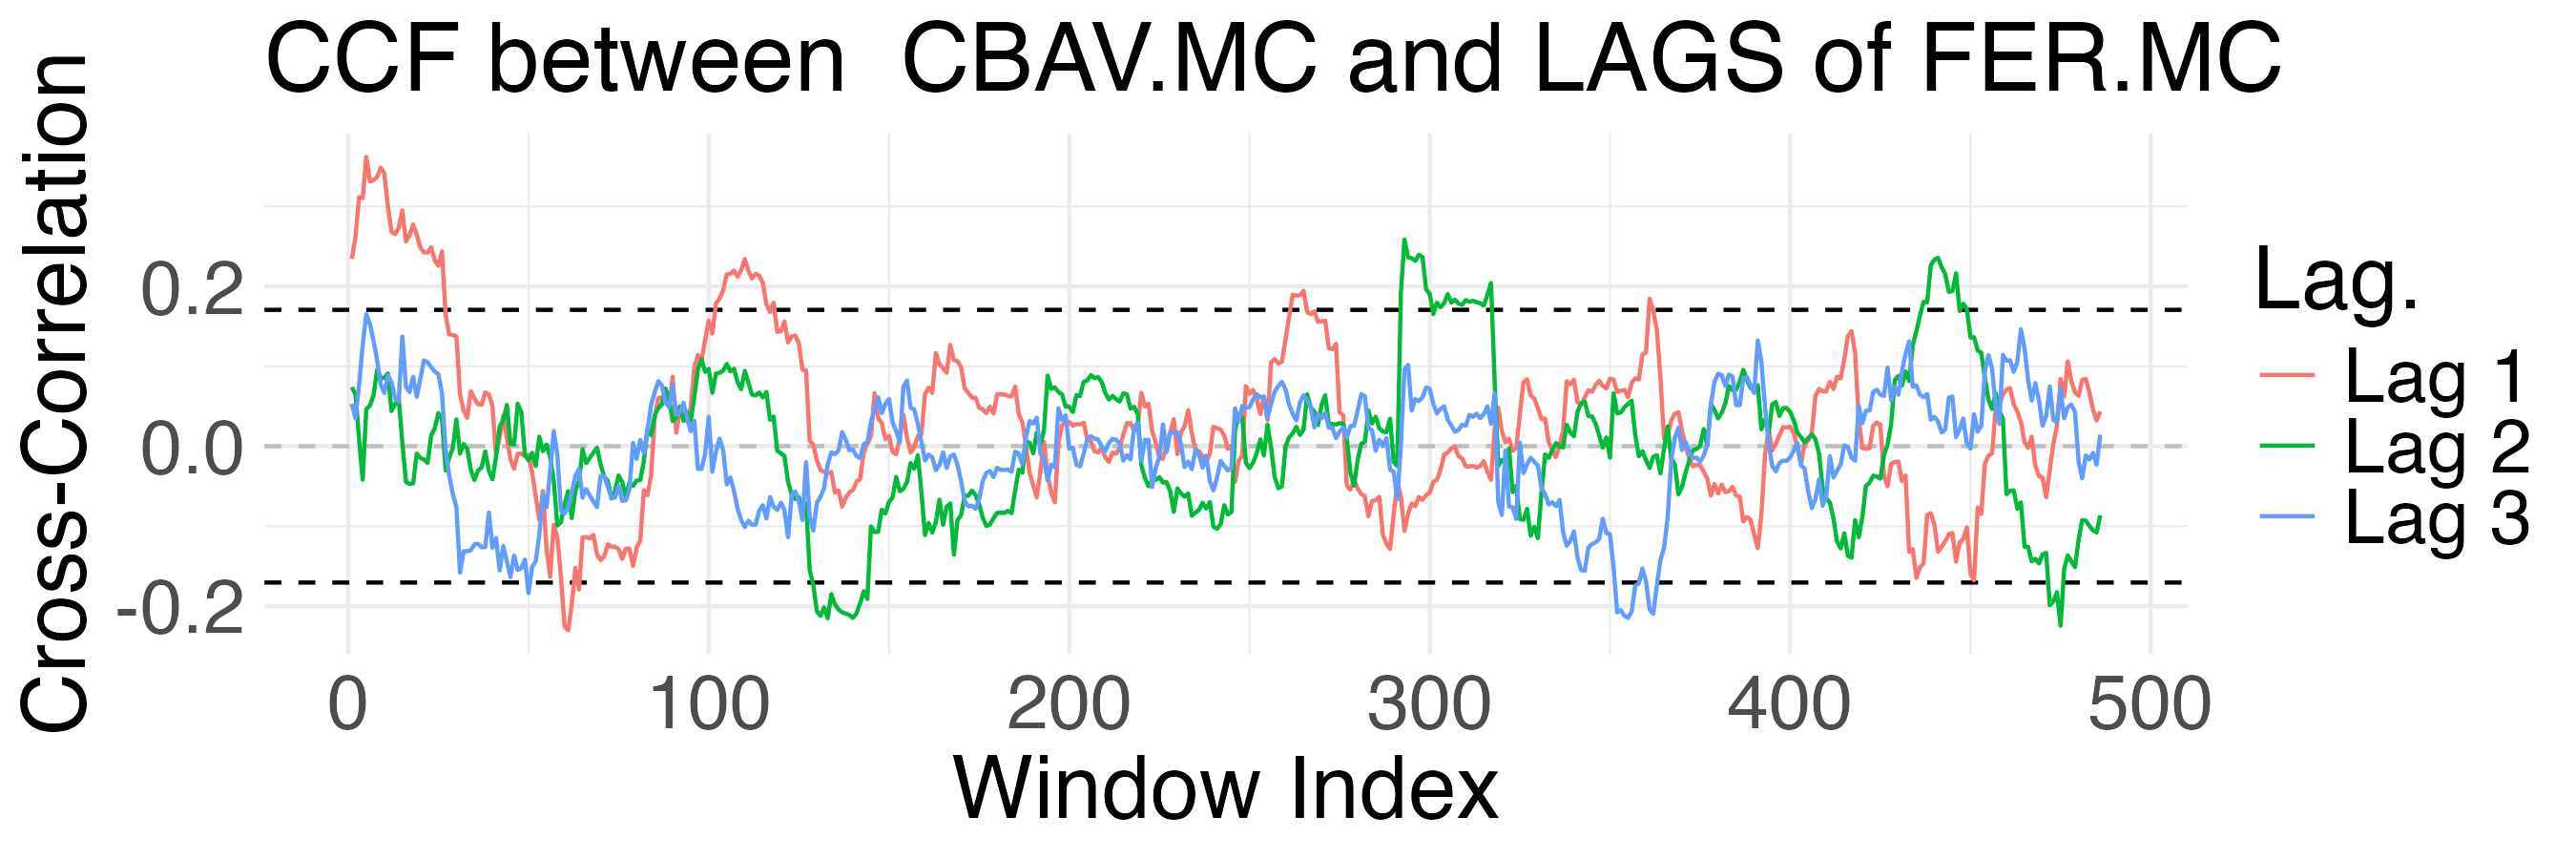 CCF between  CBAV.MC and LAGS of FER.MC
Cross-Correlation
0.2
0.0
-0.2
0 100 200 300 400 500
Window Index
Lag.
Lag 1
Lag 2
Lag 3